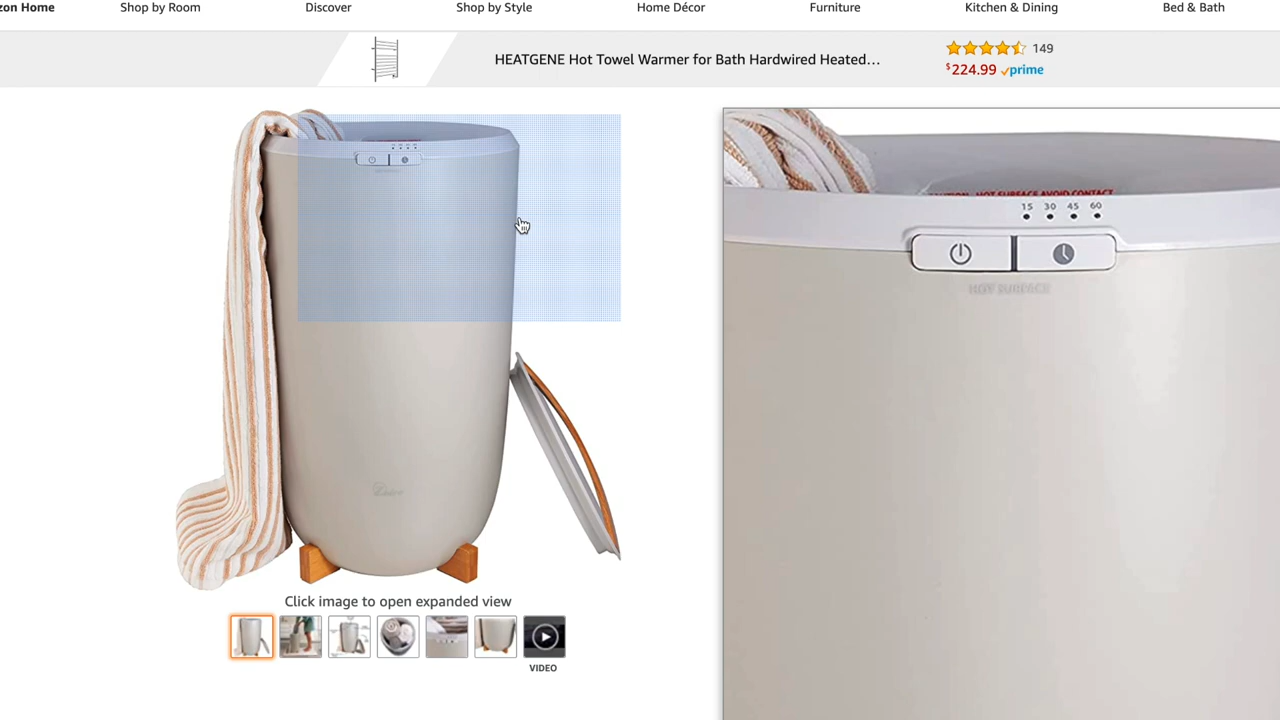 zon Home
Shop by Room
Discover
Shop by Style
Home Décor
Furniture
Kitchen & Dining
Bed & Bath
HEATGENE Hot Towel Warmer for Bath Hardwired Heated…
149
$224.99 prime
CAUTION HOT SURFACE AVOID CONTACT
15 30 45 60
HOT SURFACE
Click image to open expanded view
VIDEO